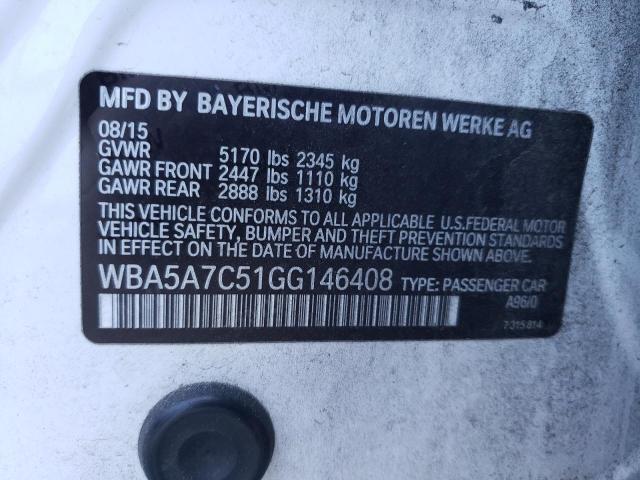 MFD BY BAYERISCHE MOTOREN WERKE AG
08/15
GVWR 5170 lbs 2345 kg
GAWR FRONT 2447 lbs 1110 kg
GAWR REAR 2888 lbs 1310 kg
THIS VEHICLE CONFORMS TO ALL APPLICABLE U.S.FEDERAL MOTOR
VEHICLE SAFETY, BUMPER AND THEFT PREVENTION STANDARDS
IN EFFECT ON THE DATE OF MANUFACTURE SHOWN ABOVE.
WBA5A7C51GG146408 TYPE: PASSENGER CAR
A96/0
7315814